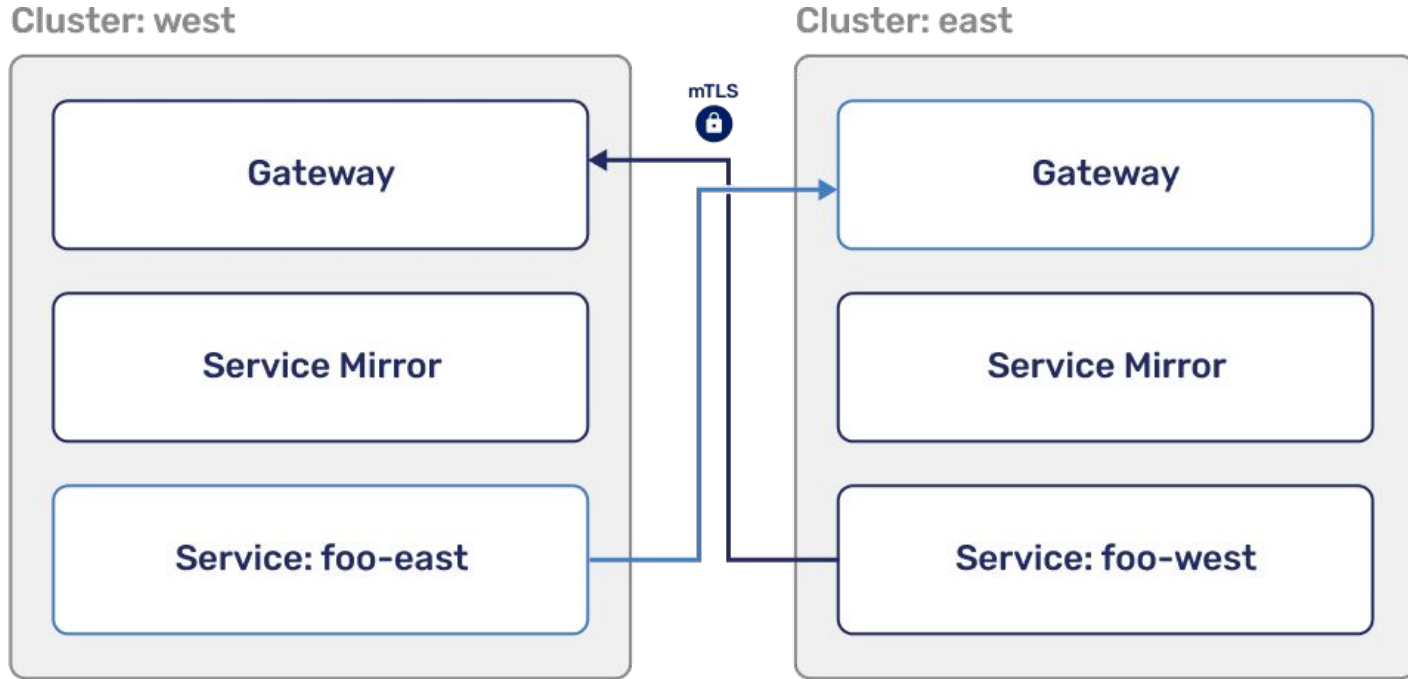 Cluster: west
Cluster: east
mTLS
Gateway
Gateway
Service Mirror
Service Mirror
Service: foo-east
Service: foo-west